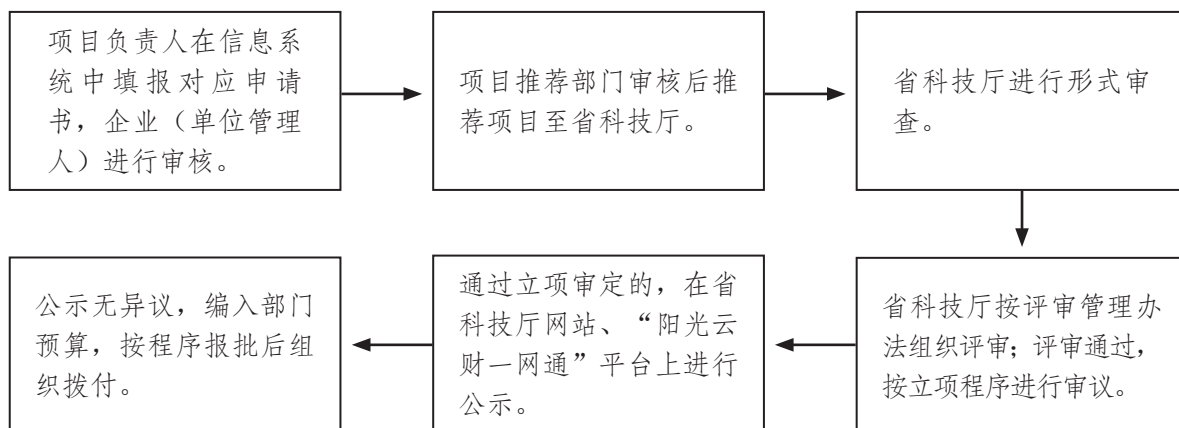 项目负责人在信息系
统中填报对应申请
书，企业（单位管理
人）进行审核。
项目推荐部门审核后推
荐项目至省科技厅。
省科技厅进行形式审
查。
省科技厅按评审管理办
法组织评审；评审通过，
按立项程序进行审议。
通过立项审定的，在省
科技厅网站、“阳光云
财一网通”平台上进行
公示。
公示无异议，编入部门
预算，按程序报批后组
织拨付。